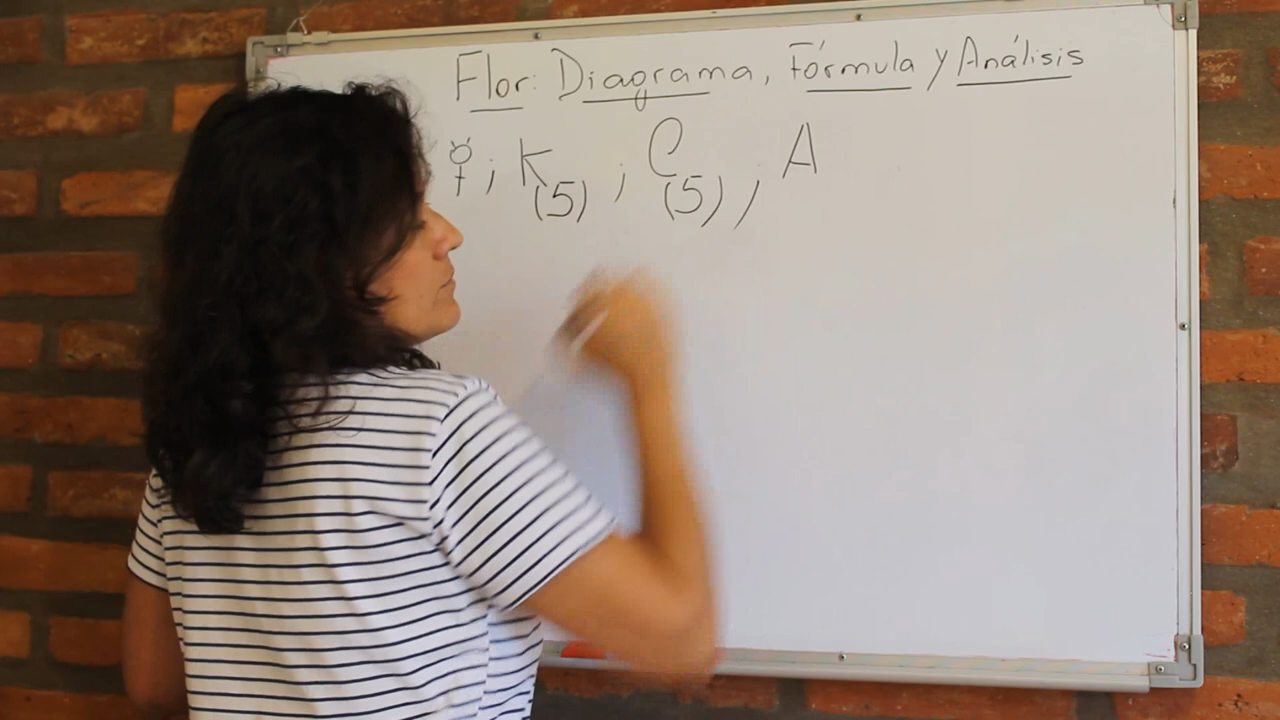 Flor: Diagrama, Fórmula y Análisis
⚥; K(5) ; C(5), A